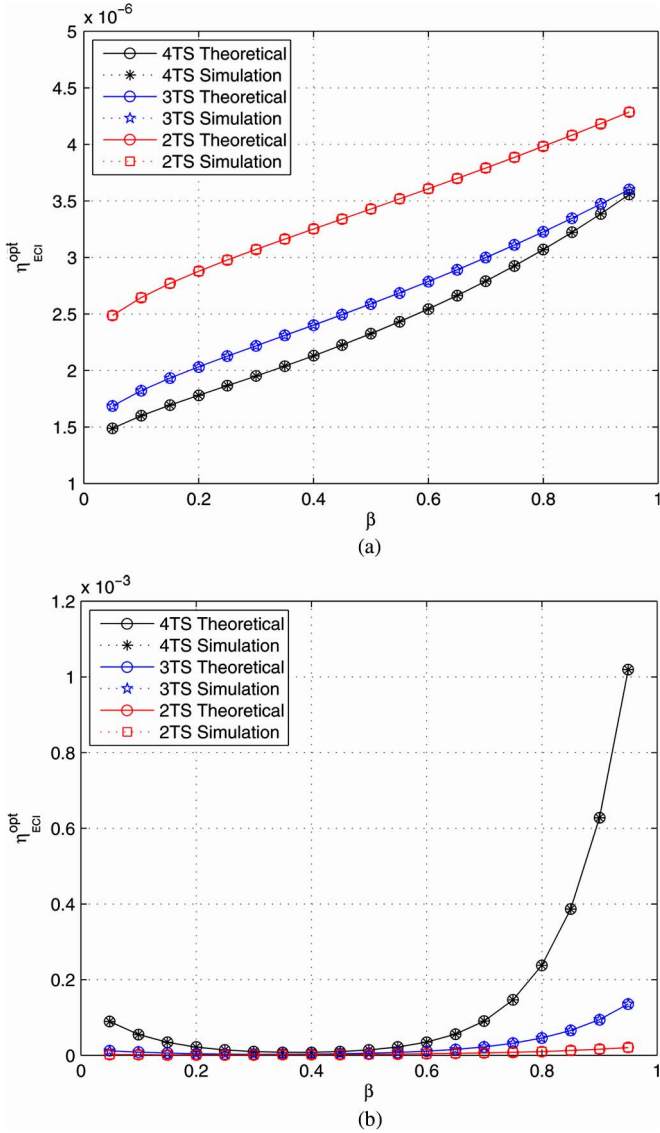 x 10⁻⁶
5
4.5
4
3.5
3
2.5
2
1.5
1
η^opt_ECI
4TS Theoretical
4TS Simulation
3TS Theoretical
3TS Simulation
2TS Theoretical
2TS Simulation
0 0.2 0.4 0.6 0.8 1
β
(a)
x 10⁻³
1.2
1
0.8
0.6
0.4
0.2
0
η^opt_ECI
4TS Theoretical
4TS Simulation
3TS Theoretical
3TS Simulation
2TS Theoretical
2TS Simulation
0 0.2 0.4 0.6 0.8 1
β
(b)